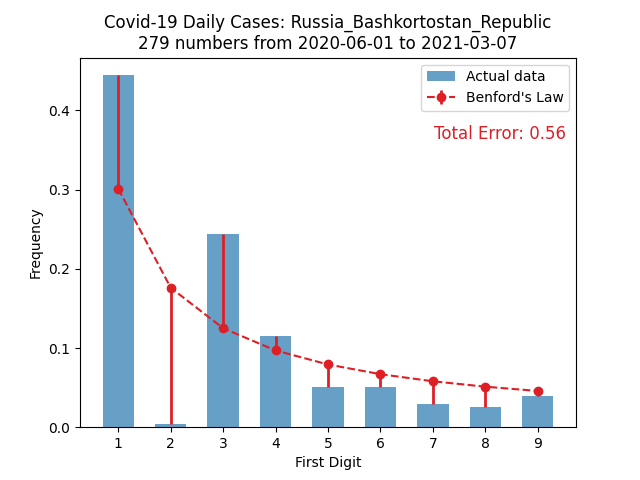 Covid-19 Daily Cases: Russia_Bashkortostan_Republic
279 numbers from 2020-06-01 to 2021-03-07
Actual data
Benford's Law
Total Error: 0.56
Frequency
0.4
0.3
0.2
0.1
0.0
1 2 3 4 5 6 7 8 9
First Digit